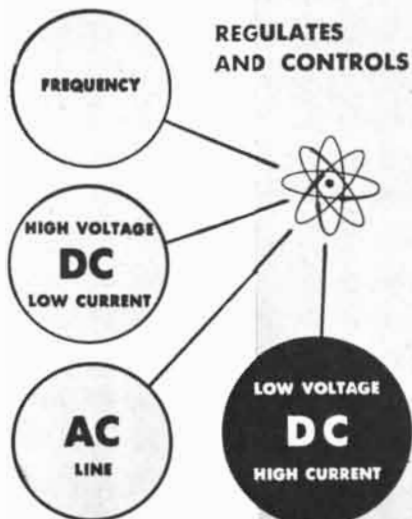 REGULATES
AND CONTROLS
FREQUENCY
HIGH VOLTAGE
DC
LOW CURRENT
AC
LINE
LOW VOLTAGE
DC
HIGH CURRENT